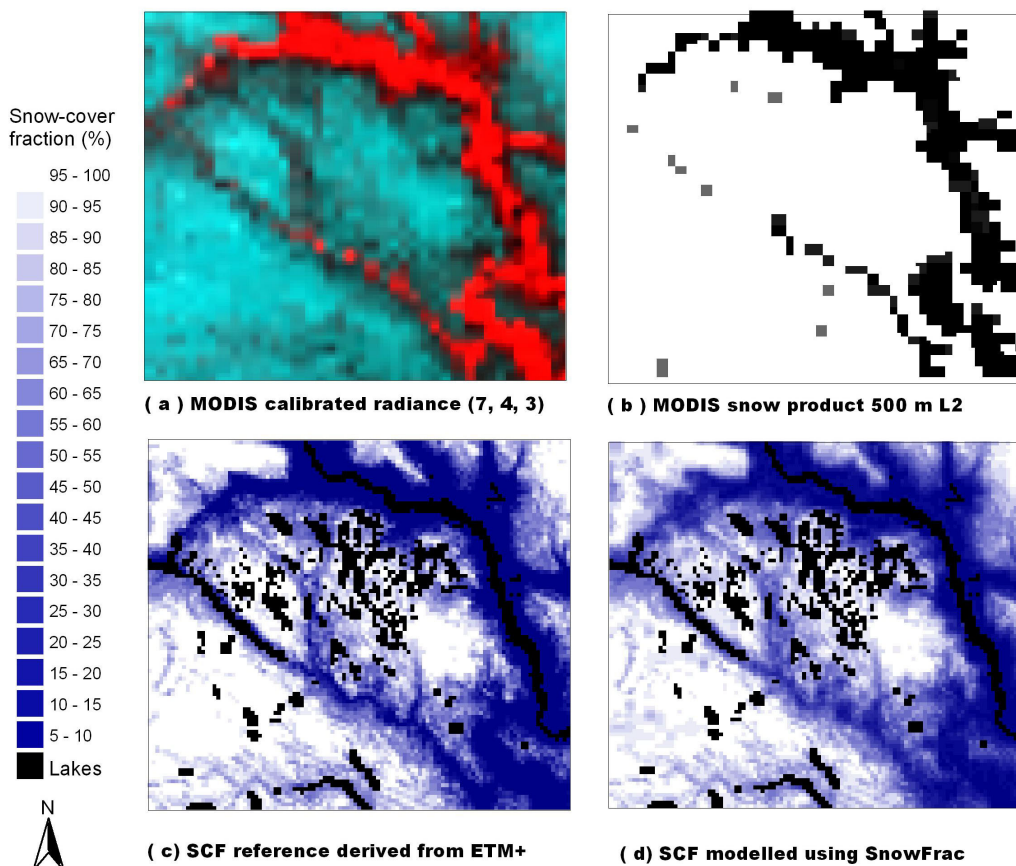 Snow-cover
fraction (%)
95 - 100
90 - 95
85 - 90
80 - 85
75 - 80
70 - 75
65 - 70
60 - 65
55 - 60
50 - 55
45 - 50
40 - 45
35 - 40
30 - 35
25 - 30
20 - 25
15 - 20
10 - 15
5 - 10
Lakes
N
( a ) MODIS calibrated radiance (7, 4, 3)
( b ) MODIS snow product 500 m L2
( c ) SCF reference derived from ETM+
( d ) SCF modelled using SnowFrac